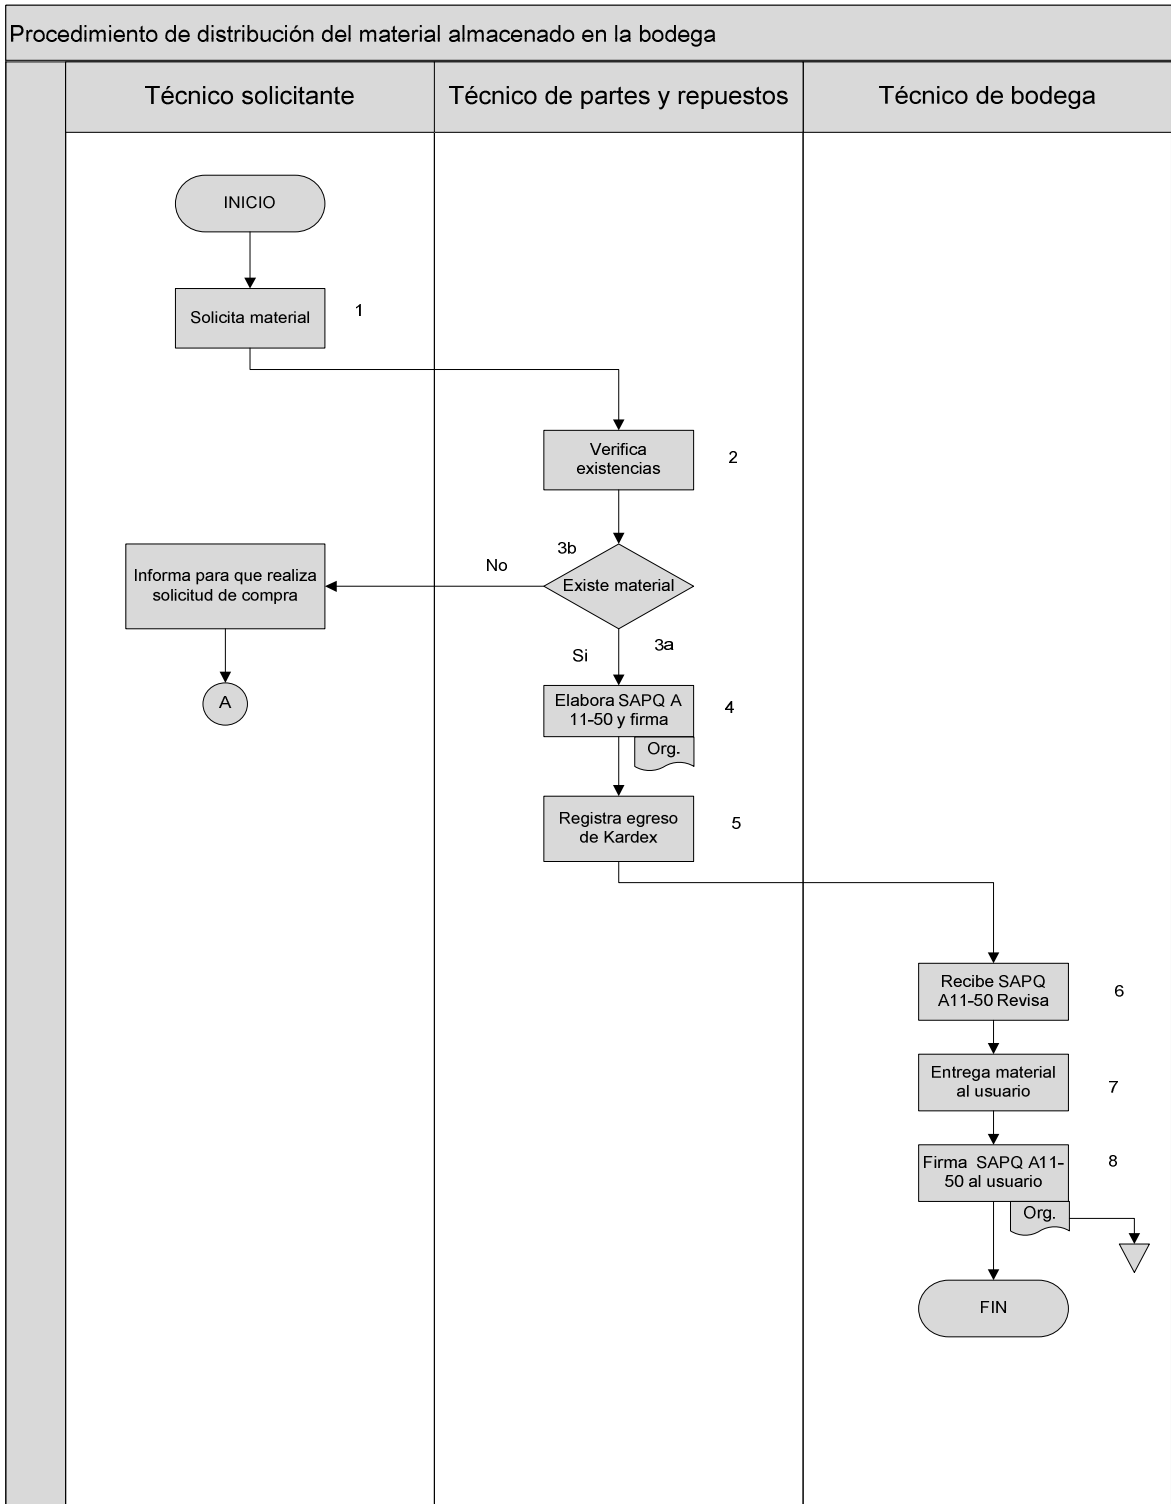 Procedimiento de distribución del material almacenado en la bodega
Técnico solicitante
Técnico de partes y repuestos
Técnico de bodega
INICIO
Solicita material
1
Verifica
existencias
2
3b
No
Existe material
Informa para que realiza
solicitud de compra
3a
Si
A
Elabora SAPQ A
11-50 y firma
4
Org.
Registra egreso
de Kardex
5
Recibe SAPQ
A11-50 Revisa
6
Entrega material
al usuario
7
Firma SAPQ A11-
50 al usuario
8
Org.
FIN